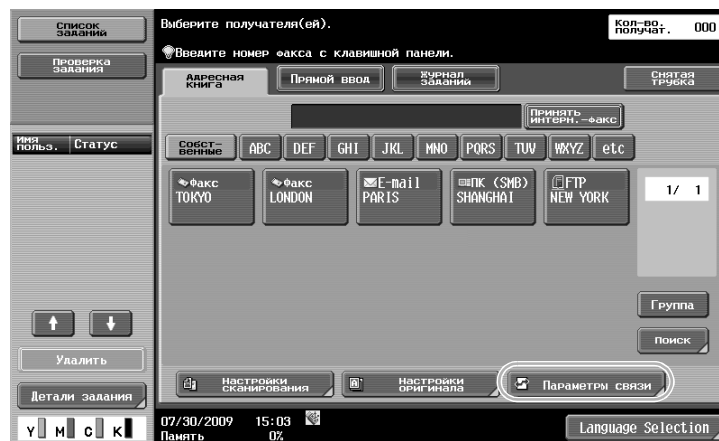 Список
заданий
Проверка
задания
Имя
польз.
Статус
Удалить
Детали задания
Y M C K
Выберите получателя(ей).
Кол-во.
получат. 000
Введите номер факса с клавишной панели.
Адресная
книга
Прямой ввод
Журнал
заданий
Снятая
трубка
Принять
интерн.-факс
Собст-
венные
ABC DEF GHI JKL MNO PQRS TUV WXYZ etc
Факс
TOKYO
Факс
LONDON
E-mail
PARIS
ПК (SMB)
SHANGHAI
FTP
NEW YORK
1/ 1
Группа
Поиск
Настройки
сканирования
Настройки
оригинала
Параметры связи
07/30/2009 15:03
Память 0%
Language Selection